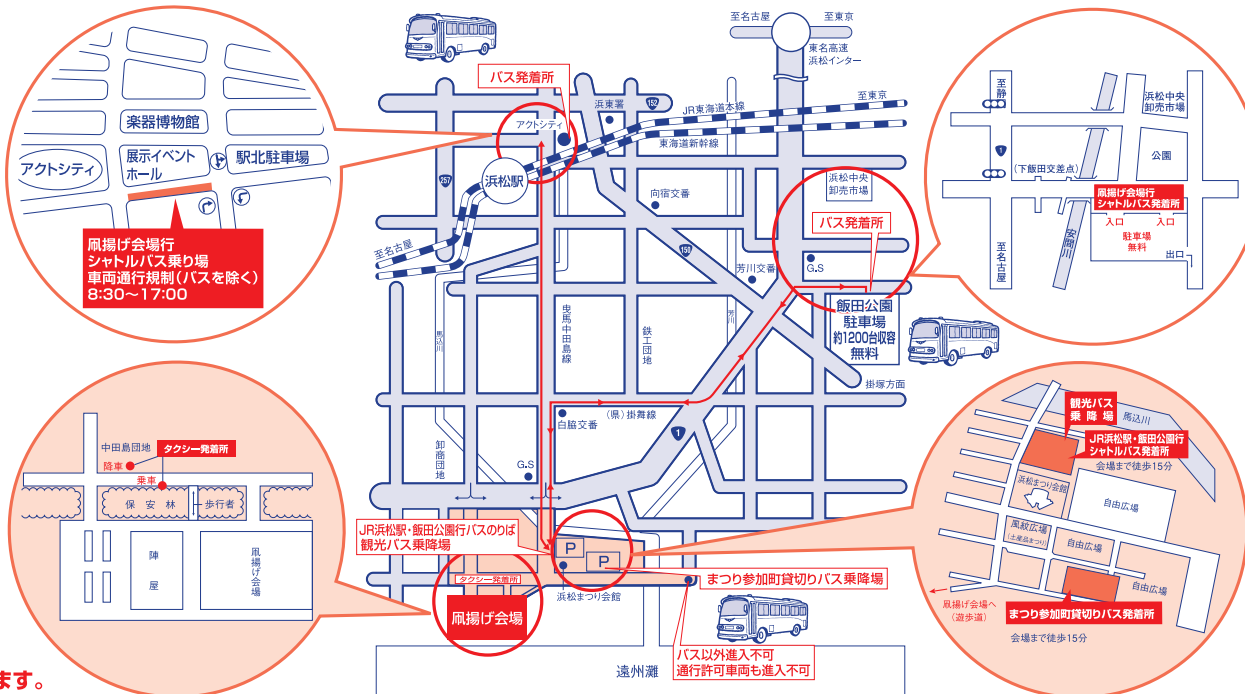 楽器博物館
アクトシティ
展示イベント
ホール
駅北駐車場
凧揚げ会場行
シャトルバス乗り場
車両通行規制(バスを除く)
8:30〜17:00
バス発着所
アクトシティ
浜松駅
浜東署
152
JR東海道本線
東海道新幹線
至東京
至名古屋
至東京
東名高速
浜松インター
257
至名古屋
向宿交番
150
芳川交番
浜松中央
卸売市場
バス発着所
G.S
飯田公園
駐車場
約1200台収容
無料
掛塚方面
馬込川
曳馬中田島線
鉄工団地
芳川
(県)掛舞線
白脇交番
1
卸商団地
G.S
JR浜松駅・飯田公園行バスのりば
観光バス乗降場
P
P
タクシー発着所
凧揚げ会場
浜松まつり会館
まつり参加町貸切りバス乗降場
バス以外進入不可
通行許可車両も進入不可
遠州灘
至静
浜松中央
卸売市場
1
公園
(下飯田交差点)
凧揚げ会場行
シャトルバス発着所
入口
入口
駐車場
無料
出口
安間川
至名古屋
中田島団地
タクシー発着所
降車
乗車
保安林
歩行者
陣屋
凧揚げ会場
観光バス
乗降場
馬込川
JR浜松駅・飯田公園行
シャトルバス発着所
会場まで徒歩15分
浜松まつり会館
自由広場
風紋広場
(土産品まつり)
自由広場
自由広場
凧揚げ会場へ
(遊歩道)
まつり参加町貸切りバス発着所
会場まで徒歩15分
ます。